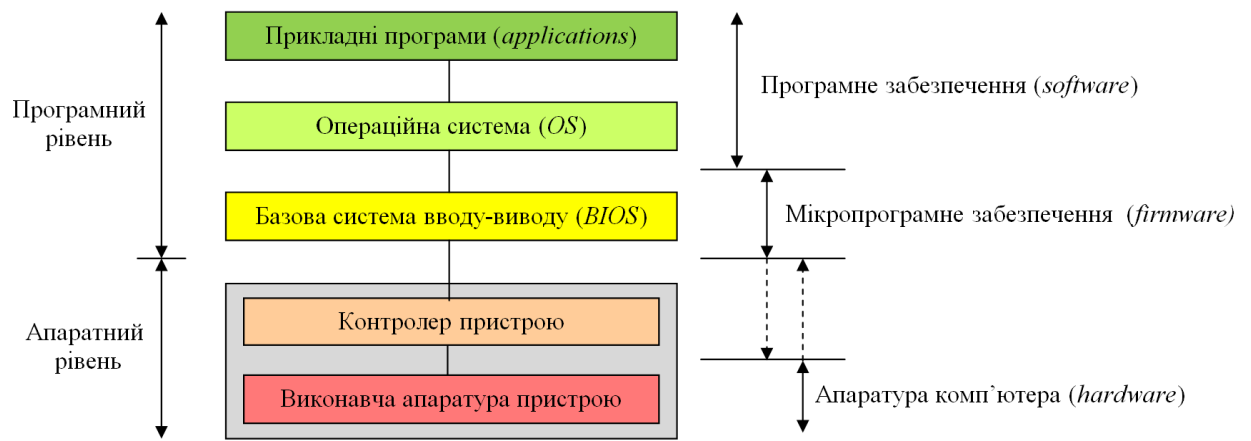 Прикладні програми (applications)
Програмне забезпечення (software)
Програмний
рівень
Операційна система (OS)
Базова система вводу-виводу (BIOS)
Мікропрограмне забезпечення (firmware)
Апаратний
рівень
Контролер пристрою
Виконавча апаратура пристрою
Апаратура комп’ютера (hardware)